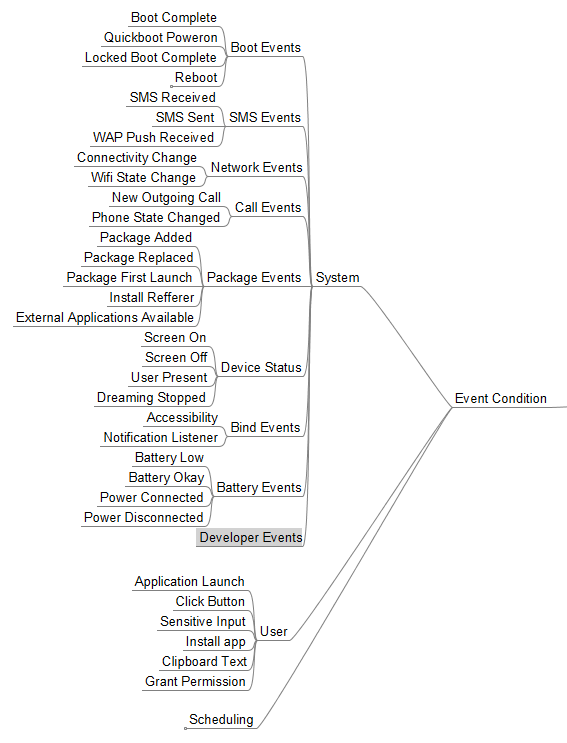 Boot Complete
Quickboot Poweron
Locked Boot Complete
Reboot
Boot Events
SMS Received
SMS Sent
WAP Push Received
SMS Events
Connectivity Change
Wifi State Change
Network Events
New Outgoing Call
Phone State Changed
Call Events
Package Added
Package Replaced
Package First Launch
Install Refferer
External Applications Available
Package Events
System
Screen On
Screen Off
User Present
Dreaming Stopped
Device Status
Accessibility
Notification Listener
Bind Events
Battery Low
Battery Okay
Power Connected
Power Disconnected
Battery Events
Developer Events
Event Condition
Application Launch
Click Button
Sensitive Input
Install app
Clipboard Text
Grant Permission
User
Scheduling